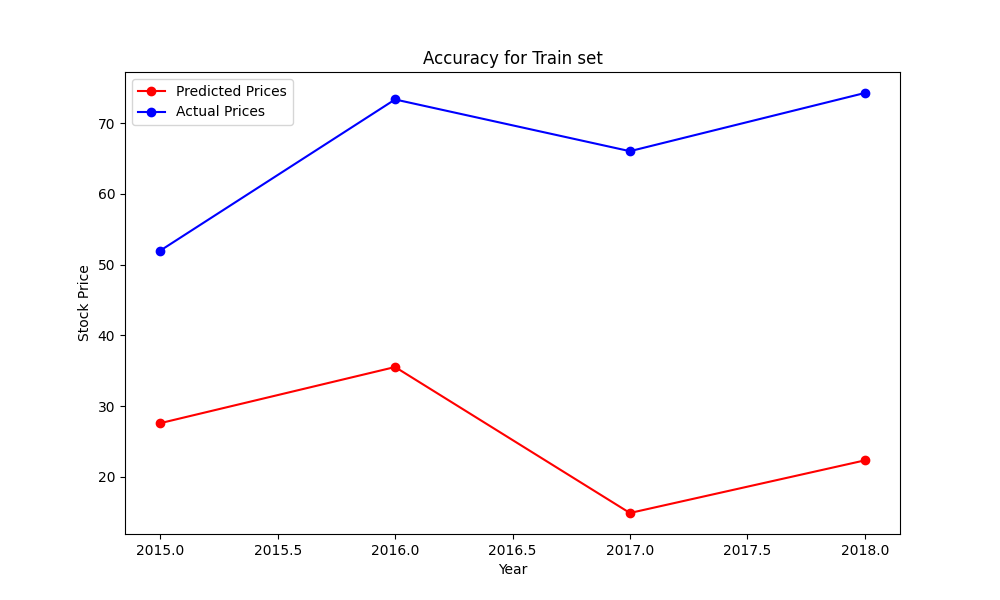 Accuracy for Train set
Predicted Prices
Actual Prices
Stock Price
70
60
50
40
30
20
2015.0
2015.5
2016.0
2016.5
2017.0
2017.5
2018.0
Year